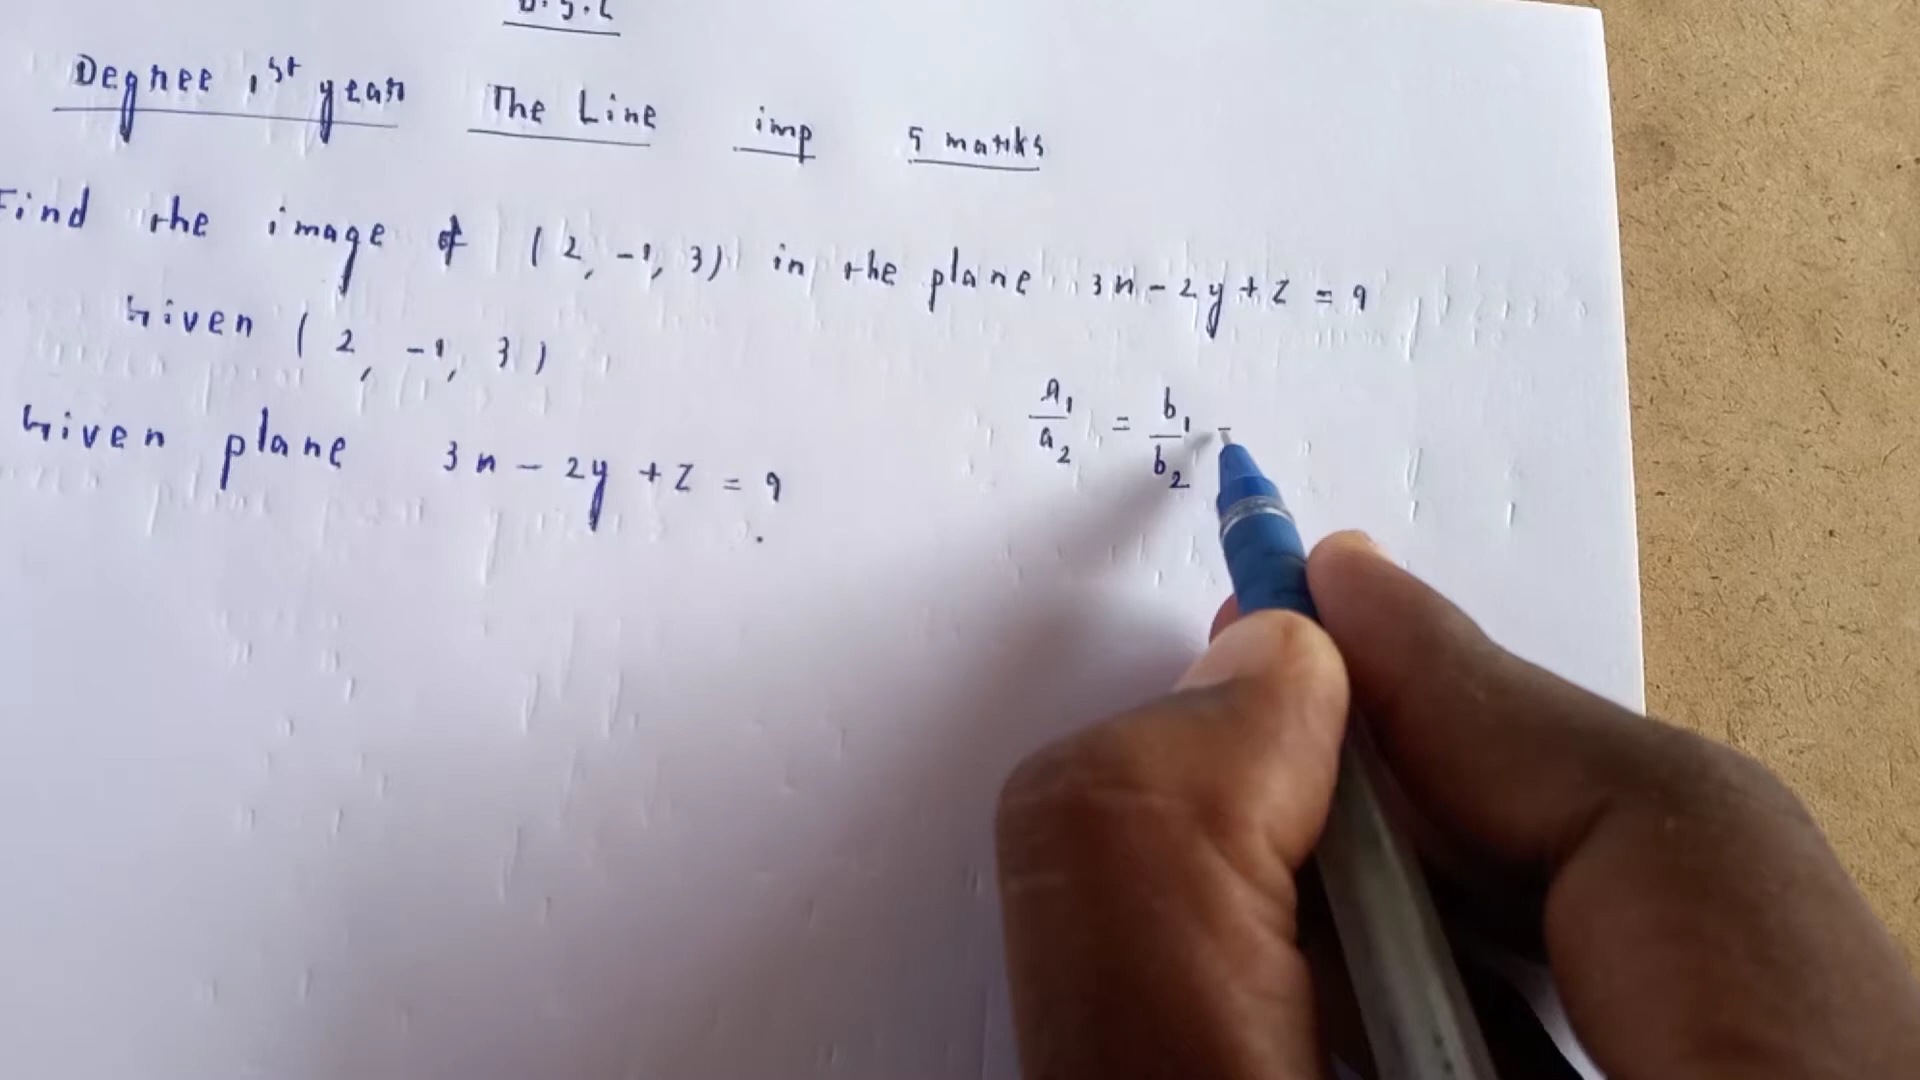 Degree 1st year The Line imp 5 marks
Find the image of (2, -1, 3) in the plane 3x - 2y + z = 9
Given (2, -1, 3)
Given plane 3x - 2y + z = 9
a1/a2 = b1/b2 =